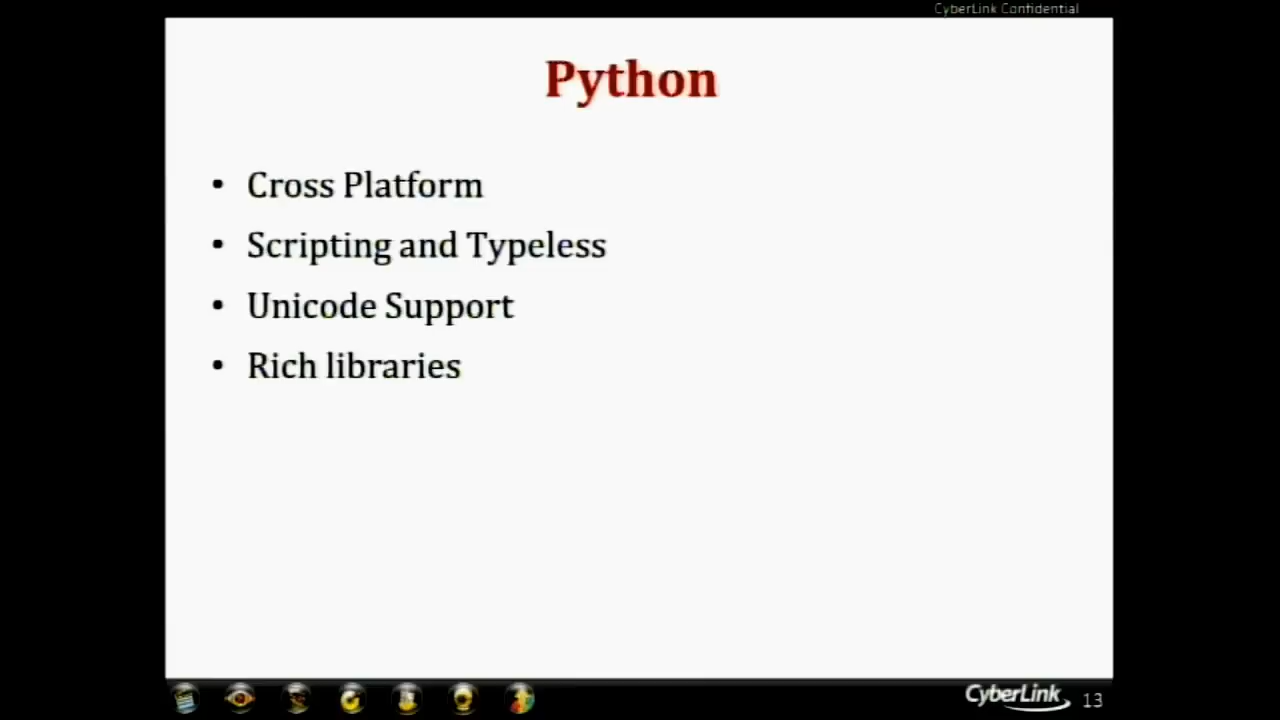 CyberLink Confidential
Python
• Cross Platform
• Scripting and Typeless
• Unicode Support
• Rich libraries
CyberLink
13